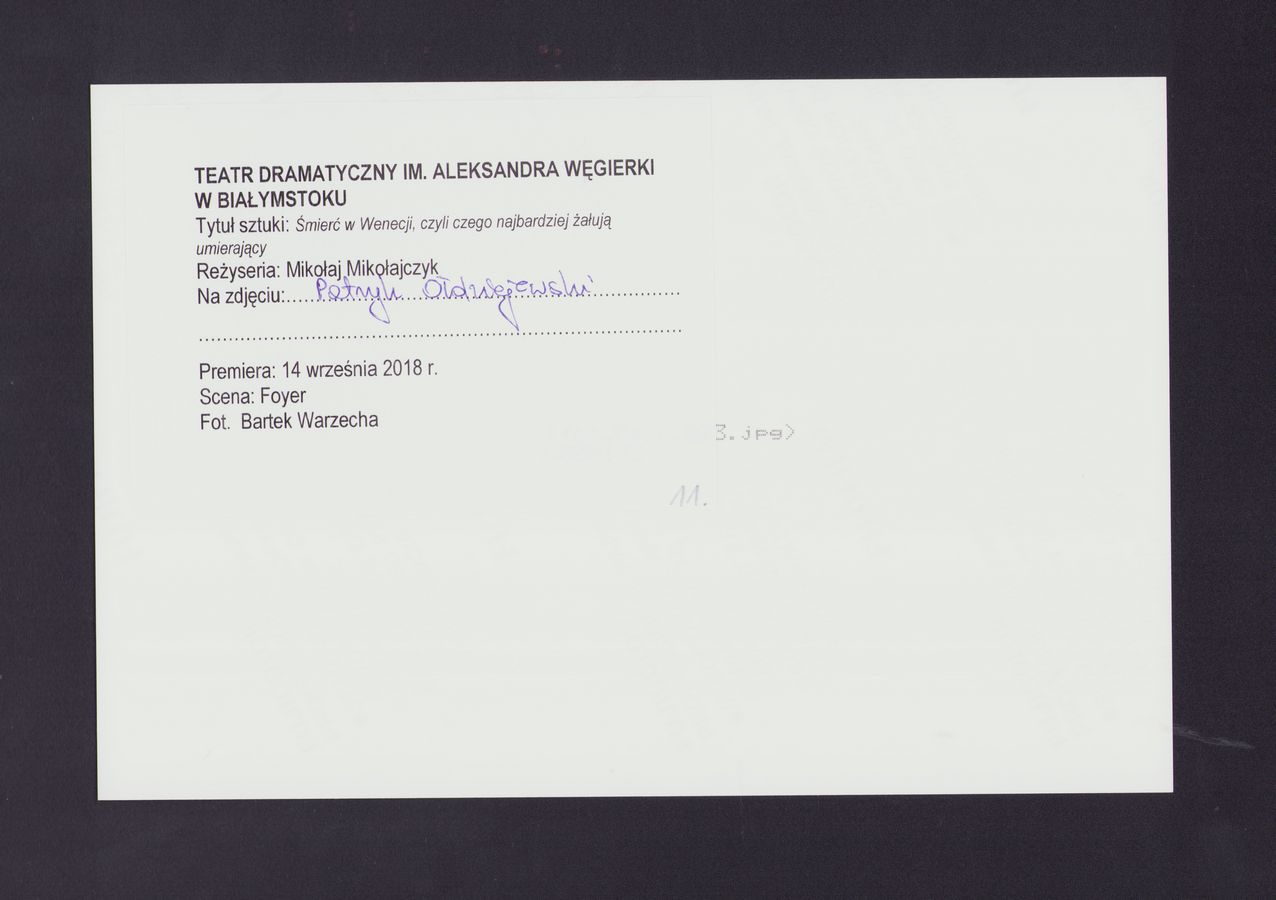 TEATR DRAMATYCZNY IM. ALEKSANDRA WĘGIERKI
W BIAŁYMSTOKU
Tytuł sztuki: Śmierć w Wenecji, czyli czego najbardziej żałują
umierający
Reżyseria: Mikołaj Mikołajczyk
Na zdjęciu:.....Patryk Ołdziejewski.....
Premiera: 14 września 2018 r.
Scena: Foyer
Fot. Bartek Warzecha
3.jpg>
11.